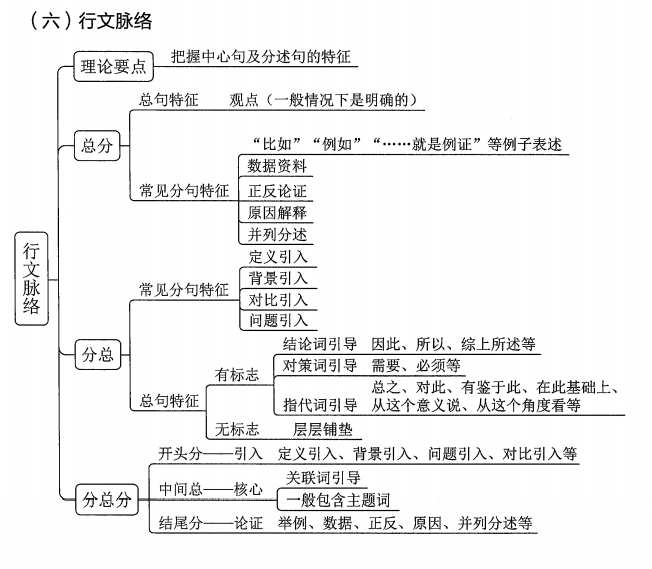 （六）行文脉络
理论要点 把握中心句及分述句的特征
总句特征 观点（一般情况下是明确的）
总分
“比如”“例如”“……就是例证”等例子表述
数据资料
常见分句特征 正反论证
原因解释
并列分述
行文脉络
定义引入
背景引入
常见分句特征
对比引入
问题引入
分总
结论词引导 因此、所以、综上所述等
有标志 对策词引导 需要、必须等
总之、对此、有鉴于此、在此基础上、
指代词引导 从这个意义说、从这个角度看等
总句特征
无标志 层层铺垫
开头分——引入 定义引入、背景引入、问题引入、对比引入等
分总分
关联词引导
中间总——核心
一般包含主题词
结尾分——论证 举例、数据、正反、原因、并列分述等